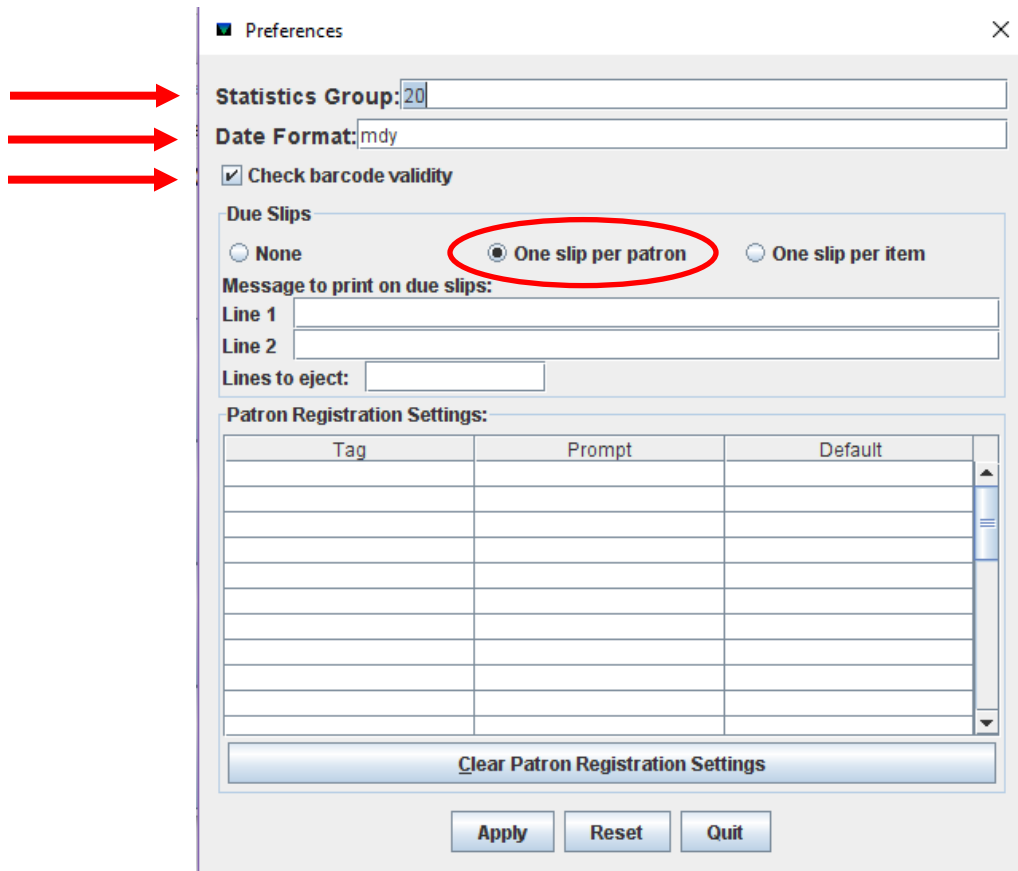 Preferences
Statistics Group: 20
Date Format: mdy
Check barcode validity
Due Slips
None One slip per patron One slip per item
Message to print on due slips:
Line 1
Line 2
Lines to eject:
Patron Registration Settings:
Tag Prompt Default
Clear Patron Registration Settings
Apply Reset Quit